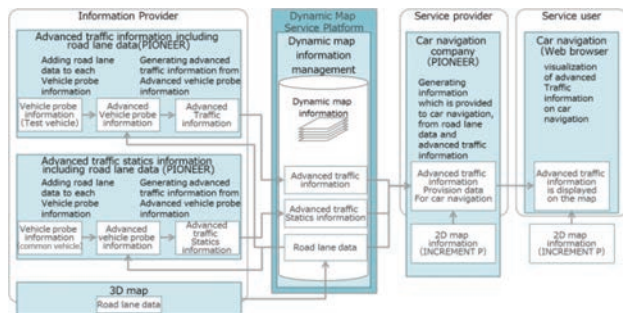 Information Provider
Advanced traffic information including
road lane data(PIONEER)
Adding road lane
data to each
Vehicle probe
information
Generating advanced
traffic information from
Advanced vehicle probe
information
Vehicle probe
information
(Test vehicle)
Advanced
Vehicle probe
information
Advanced
Traffic
information
Advanced traffic statics information
including road lane data (PIONEER)
Adding road lane
data to each
Vehicle probe
information
Generating advanced
traffic information from
Advanced vehicle probe
information
Vehicle probe
information
(common vehicle)
Advanced
vehicle probe
information
Advanced
traffic
Statics
information
3D map
Road lane data
Dynamic Map
Service Platform
Dynamic map
information
management
Dynamic map
information
Advanced traffic
information
Advanced traffic
Statics information
Road lane data
Service provider
Car navigation
company
(PIONEER)
Generating
information
which is provided
to car navigation,
from road lane
data and
advanced traffic
information
Advanced traffic
information
Provision data
For car navigation
2D map
information
(INCREMENT P)
Service user
Car navigation
(Web browser
visualization
of advanced
Traffic
information
on car
navigation
Advanced traffic
information
is displayed
on the map
2D map
information
(INCREMENT P)